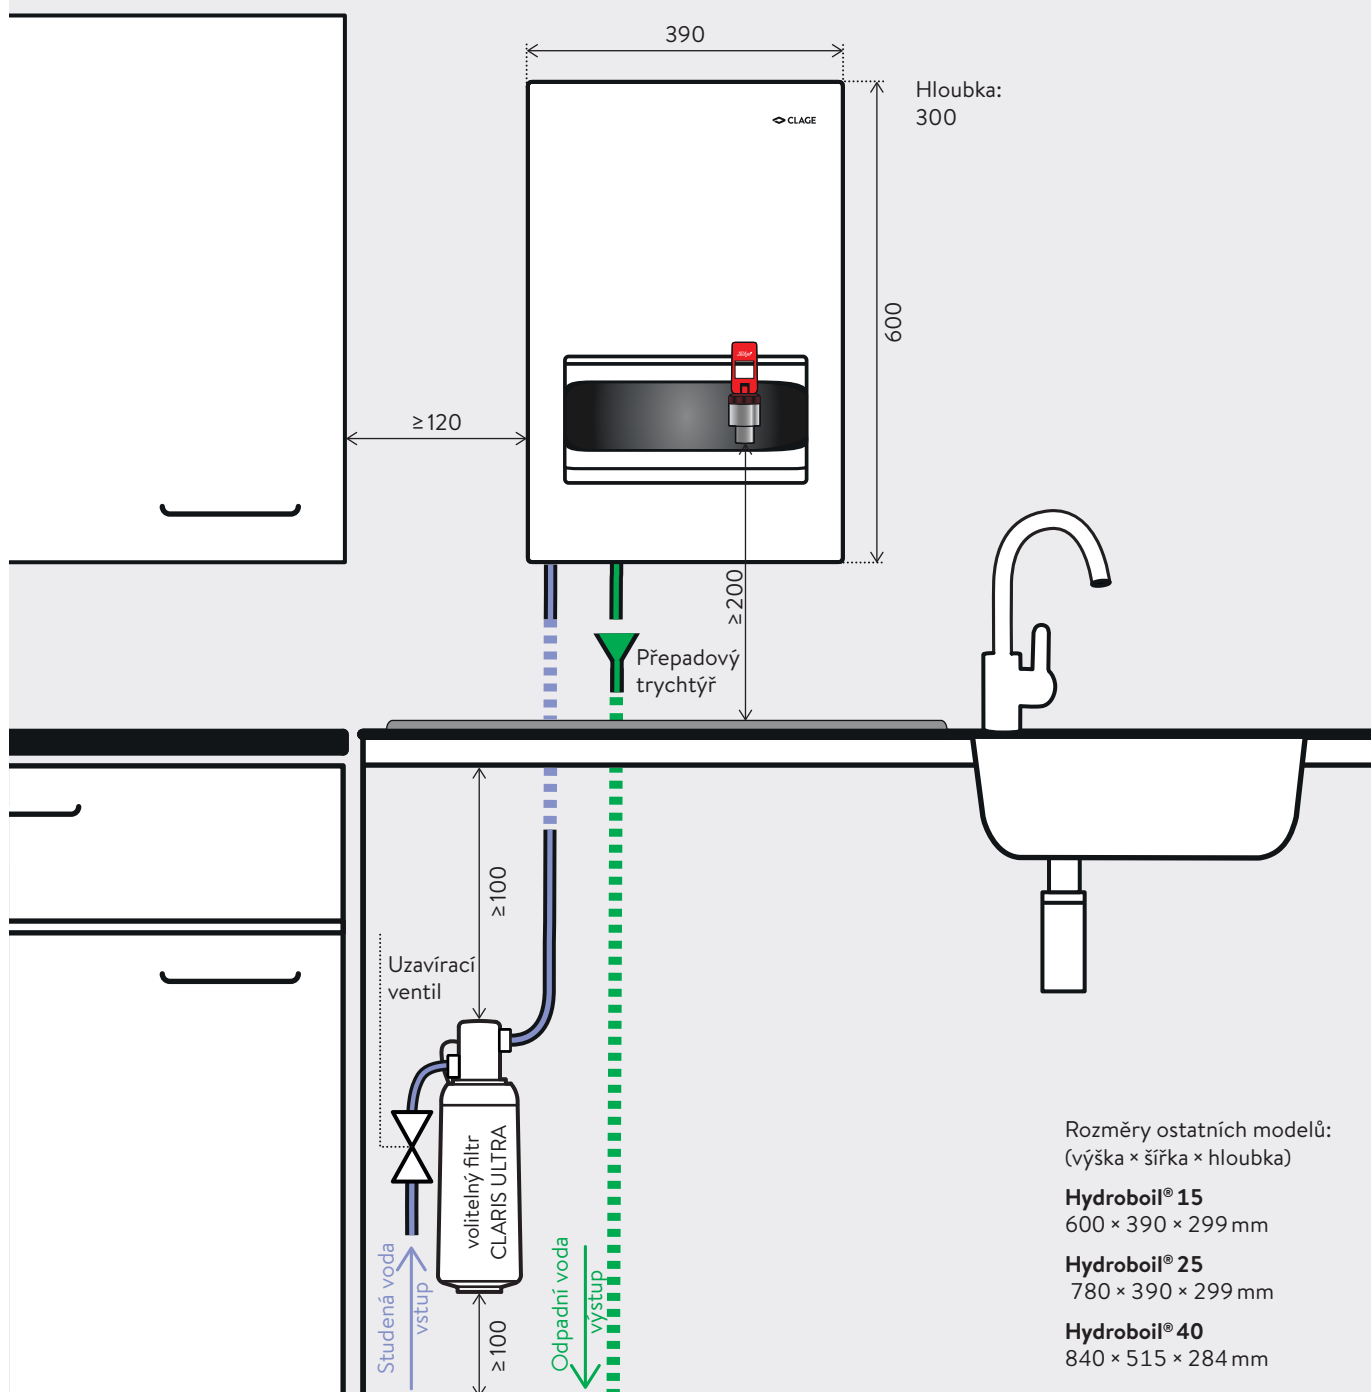 390
Hloubka:
300
CLAGE
600
≥120
≥200
Přepadový
trychtýř
≥100
Uzavírací
ventil
volitelný filtr
CLARIS ULTRA
Studená voda
vstup
Odpadní voda
výstup
≥100
Rozměry ostatních modelů:
(výška × šířka × hloubka)
Hydroboil® 15
600 × 390 × 299 mm
Hydroboil® 25
780 × 390 × 299 mm
Hydroboil® 40
840 × 515 × 284 mm